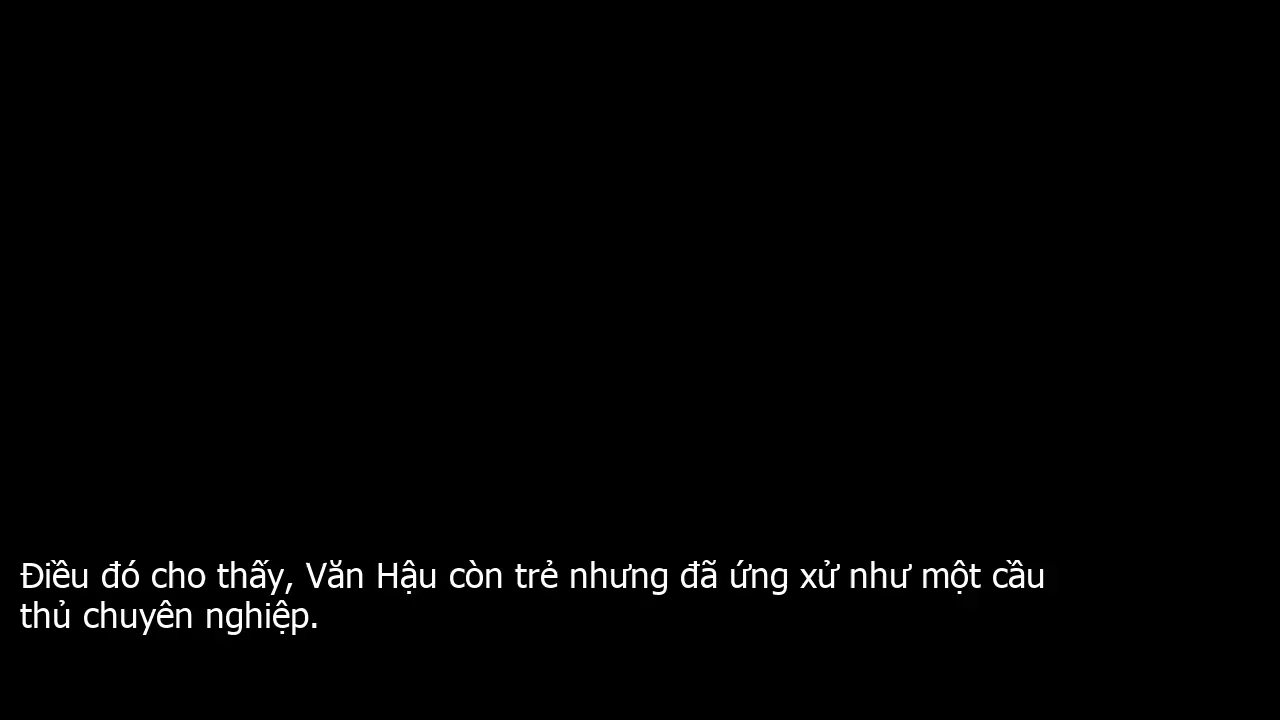 Điều đó cho thấy, Văn Hậu còn trẻ nhưng đã ứng xử như một cầu
thủ chuyên nghiệp.